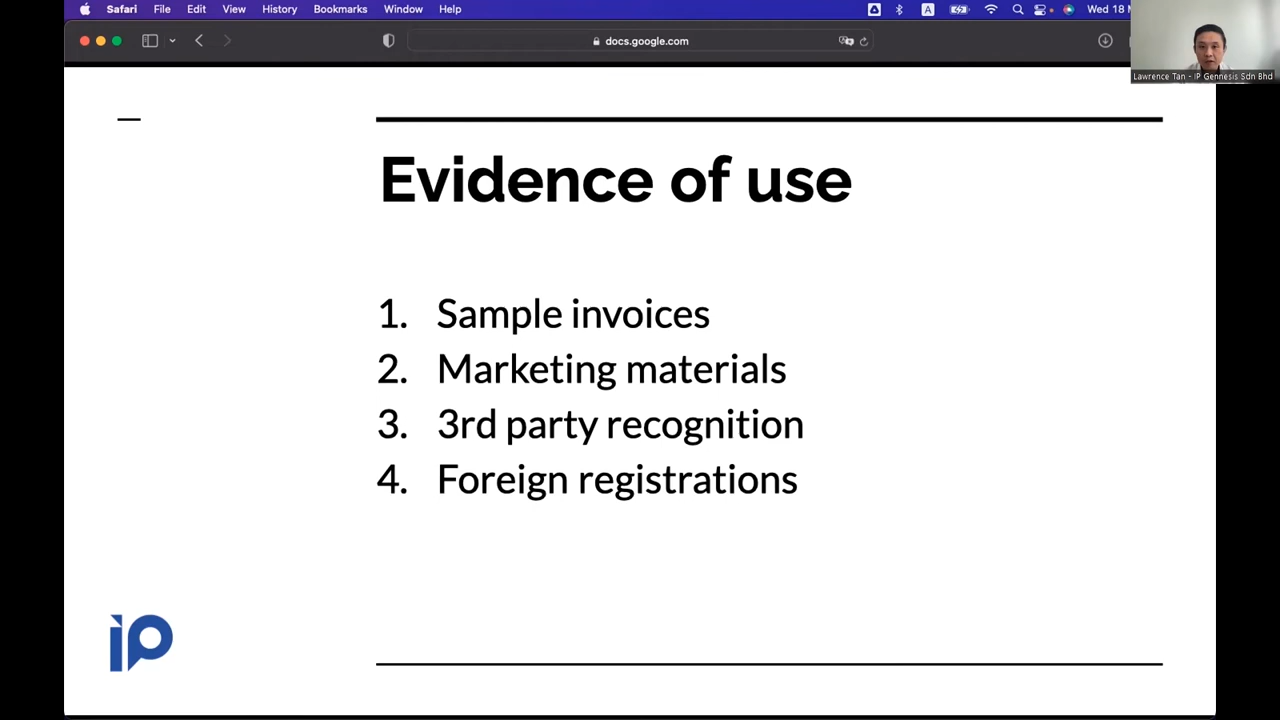 Safari File Edit View History Bookmarks Window Help A Wed 18 M
docs.google.com
Lawrence Tan - IP Gennesis Sdn Bhd
Evidence of use
1. Sample invoices
2. Marketing materials
3. 3rd party recognition
4. Foreign registrations
ip